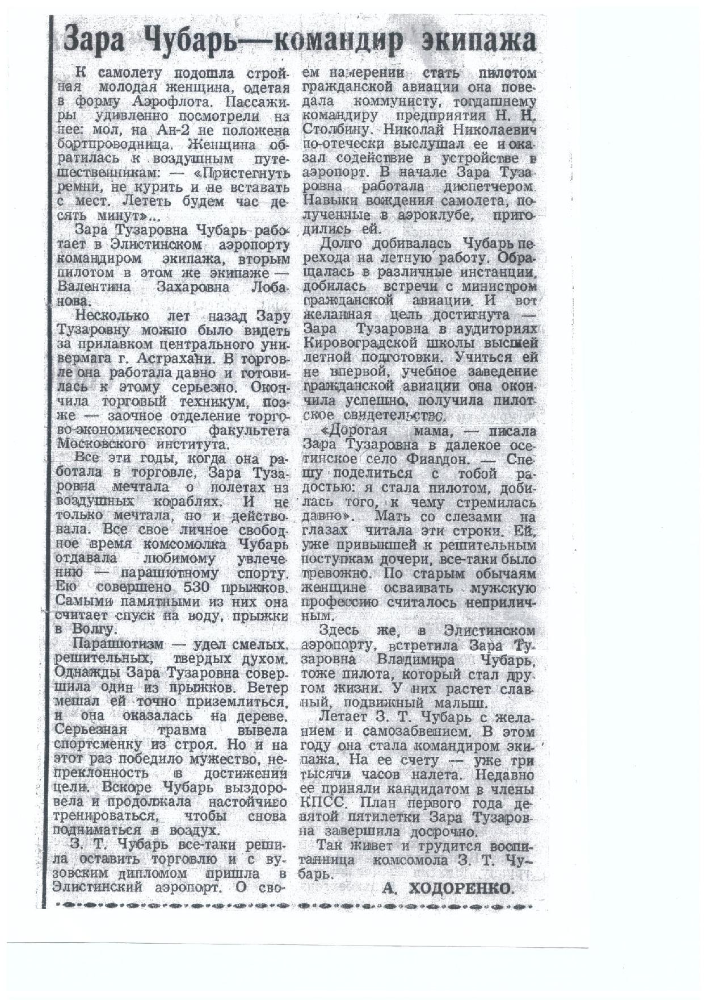 Зара Чубарь—командир экипажа
К самолету подошла строй-
ная молодая женщина, одетая
в форму Аэрофлота. Пассажи-
ры удивленно посмотрели на
нее: мол, на Ан-2 не положена
бортпроводница. Женщина об-
ратилась к воздушным путе-
шественникам: — «Пристегнуть
ремни, не курить и не вставать
с мест. Лететь будем час де-
сять минут»...
Зара Тузаровна Чубарь рабо-
тает в Элистинском аэропорту
командиром экипажа, вторым
пилотом в этом же экипаже —
Валентина Захаровна Лоба-
нова.
Несколько лет назад Зару
Тузаровну можно было видеть
за прилавком центрального уни-
вермага г. Астрахани. В торгов-
ле она работала давно и готови-
лась к этому серьезно. Окон-
чила торговый техникум, поз-
же — заочное отделение торго-
во-экономического факультета
Московского института.
Все эти годы, когда она ра-
ботала в торговле, Зара Туза-
ровна мечтала о полетах на
воздушных кораблях. И не
только мечтала, но и действо-
вала. Все свое личное свобод-
ное время комсомолка Чубарь
отдавала любимому увлече-
нию — парашютному спорту.
Ею совершено 530 прыжков.
Самыми памятными из них она
считает спуск на воду, прыжки
в Волгу.
Парашютизм — удел смелых,
решительных, твердых духом.
Однажды Зара Тузаровна совер-
шила один из прыжков. Ветер
мешал ей точно приземлиться,
и она оказалась на дереве.
Серьезная травма вывела
спортсменку из строя. Но и на
этот раз победило мужество, не-
преклонность в достижении
цели. Вскоре Чубарь выздоро-
вела и продолжала настойчиво
тренироваться, чтобы снова
подниматься в воздух.
З. Т. Чубарь все-таки реши-
ла оставить торговлю и с ву-
зовским дипломом пришла в
Элистинский аэропорт. О сво-
ем намерении стать пилотом
гражданской авиации она пове-
дала коммунисту, тогдашнему
командиру предприятия Н. Н.
Столбину. Николай Николаевич
по-отечески выслушал ее и ока-
зал содействие в устройстве в
аэропорт. В начале Зара Туза
ровна работала диспетчером.
Навыки вождения самолета, по-
лученные в аэроклубе, приго-
дились ей.
Долго добивалась Чубарь пе-
рехода на летную работу. Обра-
щалась в различные инстанции,
добилась встречи с министром
гражданской авиации. И вот
желанная цель достигнута —
Зара Тузаровна в аудиториях
Кировоградской школы высшей
летной подготовки. Учиться ей
не впервой, учебное заведение
гражданской авиации она окон-
чила успешно, получила пилот-
ское свидетельство.
«Дорогая мама, — писала
Зара Тузаровна в далекое осе-
тинское село Фиагдон. — Спе-
шу поделиться с тобой ра-
достью: я стала пилотом, доби-
лась того, к чему стремилась
давно». Мать со слезами на
глазах читала эти строки. Ей,
уже привыкшей к решительным
поступкам дочери, все-таки было
тревожно. По старым обычаям
женщине осваивать мужскую
профессию считалось неприлич-
ным.
Здесь же, в Элистинском
аэропорту, встретила Зара Ту-
заровна Владимира Чубарь,
тоже пилота, который стал дру-
гом жизни. У них растет слав-
ный, подвижный малыш.
Летает З. Т. Чубарь с жела-
нием и самозабвением. В этом
году она стала командиром эки-
пажа. На ее счету — уже три
тысячи часов налета. Недавно
ее приняли кандидатом в члены
КПСС. План первого года де-
вятой пятилетки Зара Тузаров-
на завершила досрочно.
Так живет и трудится воспи-
танница комсомола З. Т. Чу-
барь.
А. ХОДОРЕНКО.